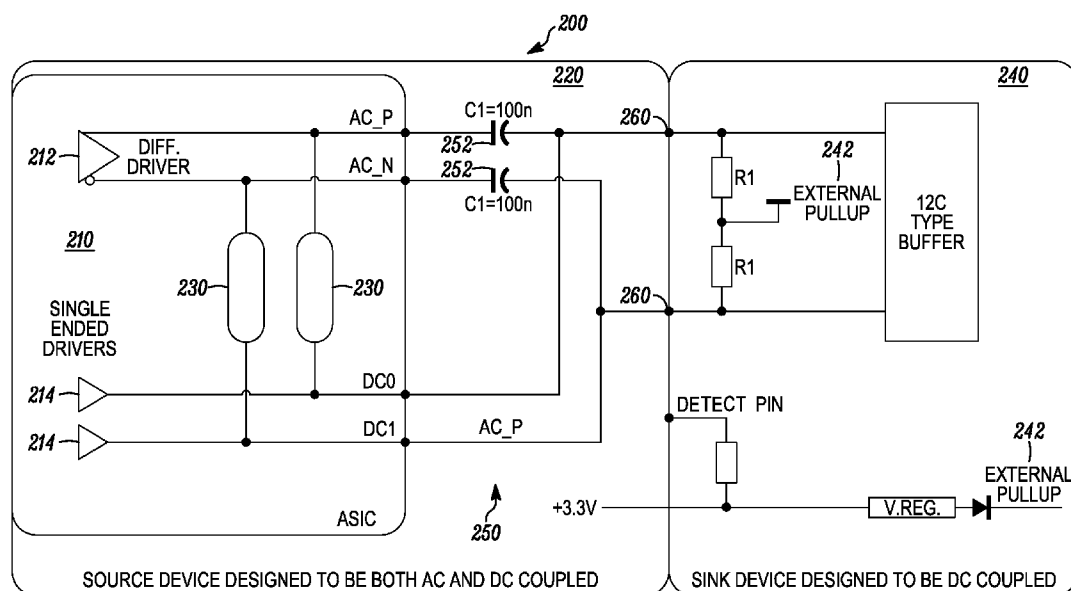 200
220
240
AC_P
C1=100n
260
212
DIFF.
DRIVER
252
252
AC_N
C1=100n
R1
242
EXTERNAL
PULLUP
12C
TYPE
BUFFER
210
230
230
R1
260
SINGLE
ENDED
DRIVERS
214
DC0
DETECT PIN
214
DC1
AC_P
242
EXTERNAL
PULLUP
+3.3V
V.REG.
ASIC
250
SOURCE DEVICE DESIGNED TO BE BOTH AC AND DC COUPLED
SINK DEVICE DESIGNED TO BE DC COUPLED